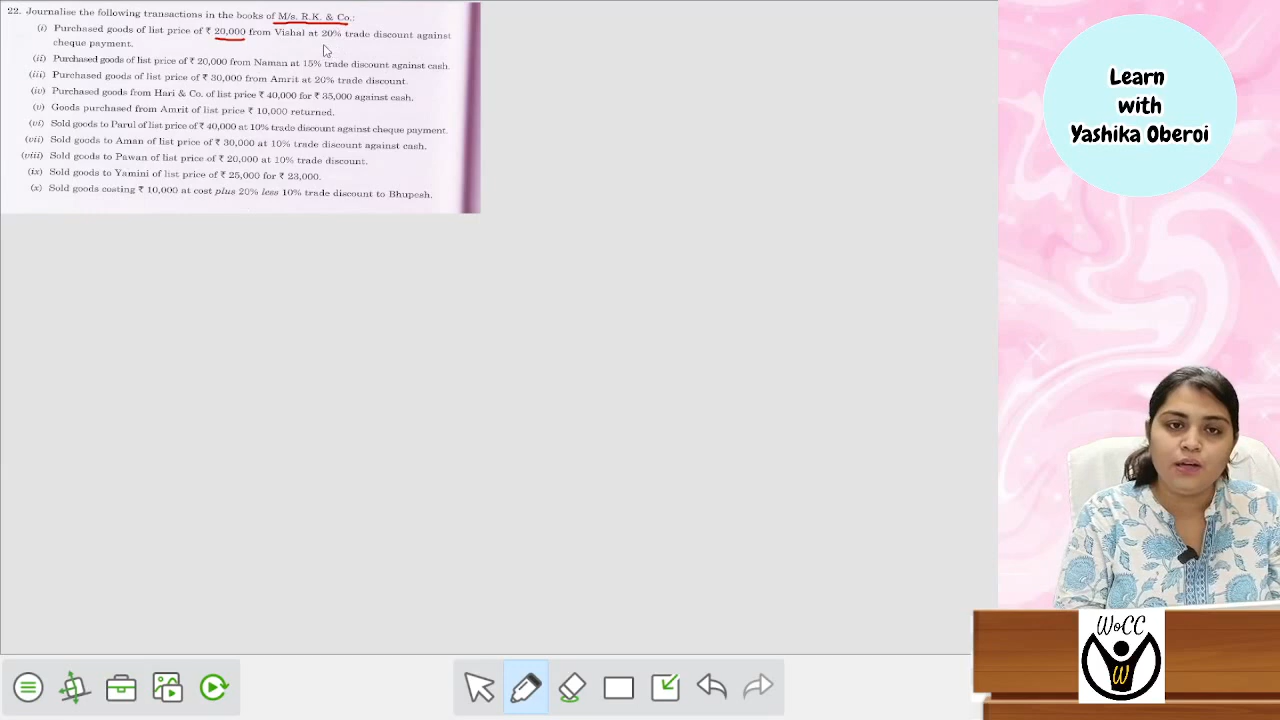 22. Journalise the following transactions in the books of M/s. R.K. & Co.:
(i) Purchased goods of list price of ₹ 20,000 from Vishal at 20% trade discount against
cheque payment.
(ii) Purchased goods of list price of ₹ 20,000 from Naman at 15% trade discount against cash.
(iii) Purchased goods of list price of ₹ 30,000 from Amrit at 20% trade discount.
(iv) Purchased goods from Hari & Co. of list price ₹ 40,000 for ₹ 35,000 against cash.
(v) Goods purchased from Amrit of list price ₹ 10,000 returned.
(vi) Sold goods to Parul of list price of ₹ 40,000 at 10% trade discount against cheque payment.
(vii) Sold goods to Aman of list price of ₹ 30,000 at 10% trade discount against cash.
(viii) Sold goods to Pawan of list price of ₹ 20,000 at 10% trade discount.
(ix) Sold goods to Yamini of list price of ₹ 25,000 for ₹ 23,000.
(x) Sold goods costing ₹ 10,000 at cost plus 20% less 10% trade discount to Bhupesh.
Learn
with
Yashika Oberoi
WoCC
W